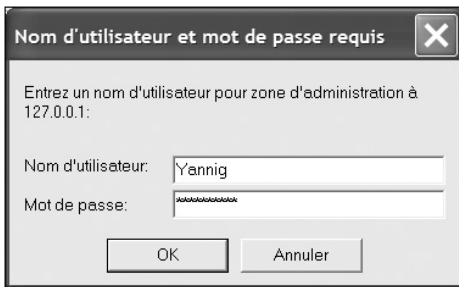 Nom d'utilisateur et mot de passe requis
Entrez un nom d'utilisateur pour zone d'administration à
127.0.0.1:
Nom d'utilisateur: Yannig
Mot de passe: **********
OK Annuler